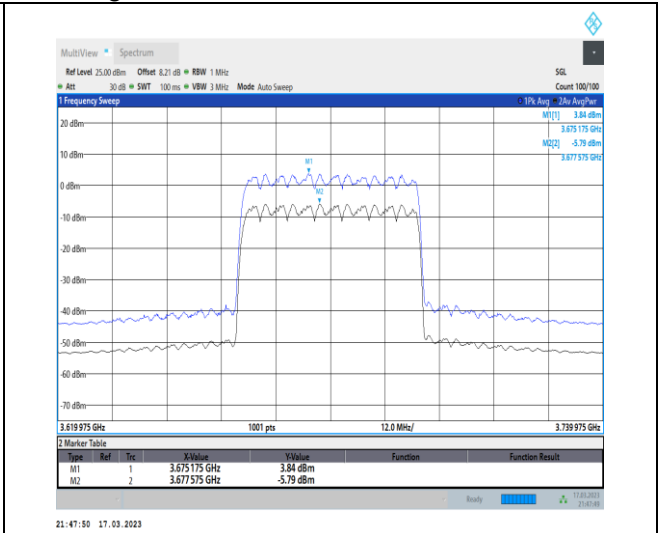 MultiView Spectrum
Ref Level 25.00 dBm Offset 8.21 dB RBW 1 MHz SGL
Att 30 dB SWT 100 ms VBW 3 MHz Mode Auto Sweep Count 100/100
1 Frequency Sweep 1Pk Avg 2Av AvgPwr
M1[1] 3.84 dBm
3.675 175 GHz
M2[2] -5.79 dBm
3.677 575 GHz
20 dBm
10 dBm
M1
0 dBm
M2
-10 dBm
-20 dBm
-30 dBm
-40 dBm
-50 dBm
-60 dBm
-70 dBm
3.619 975 GHz 1001 pts 12.0 MHz/ 3.739 975 GHz
2 Marker Table
Type Ref Trc X-Value Y-Value Function Function Result
M1 1 3.675 175 GHz 3.84 dBm
M2 2 3.677 575 GHz -5.79 dBm
Ready 17.03.2023
21:47:49
21:47:50 17.03.2023